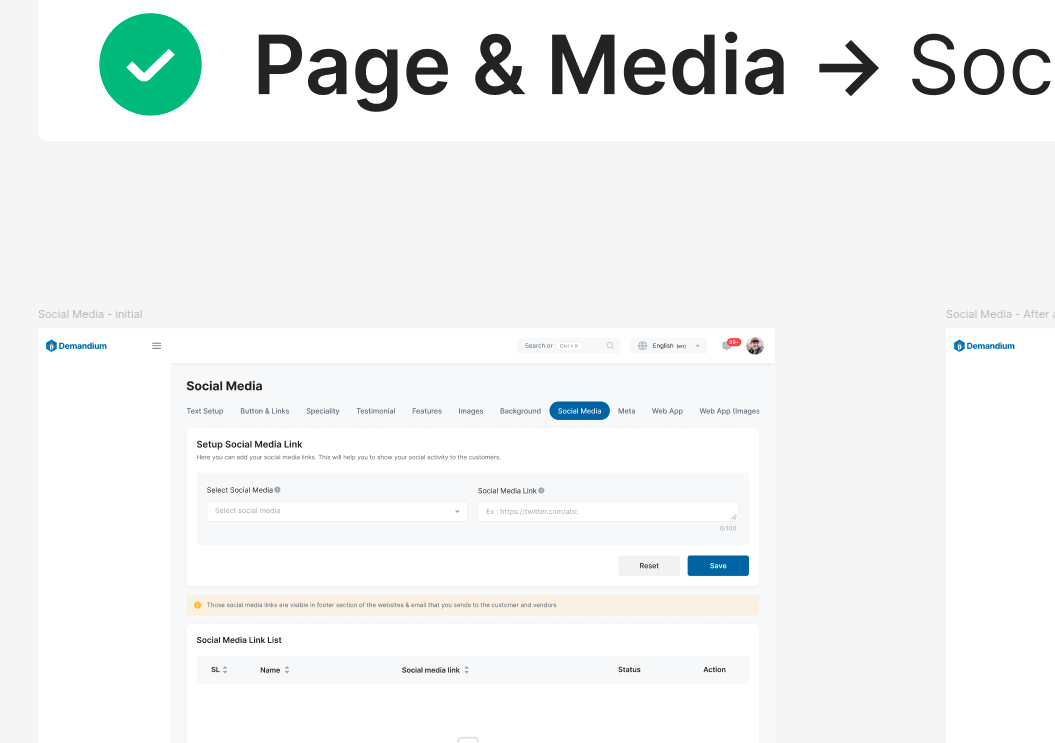 Page & Media → Soc
Social Media - initial
Social Media - After
Demandium
Search or Ctrl + K
English (en)
99+
Demandium
Social Media
Text Setup Button & Links Speciality Testimonial Features Images Background Social Media Meta Web App Web App (Images
Setup Social Media Link
Here you can add your social media links. This will help you to show your social activity to the customers.
Select Social Media
Social Media Link
Select social media
Ex : https://twitter.com/abc
0/100
Reset
Save
Those social media links are visible in footer section of the websites & email that you sends to the customer and vendors
Social Media Link List
SL Name Social media link Status Action